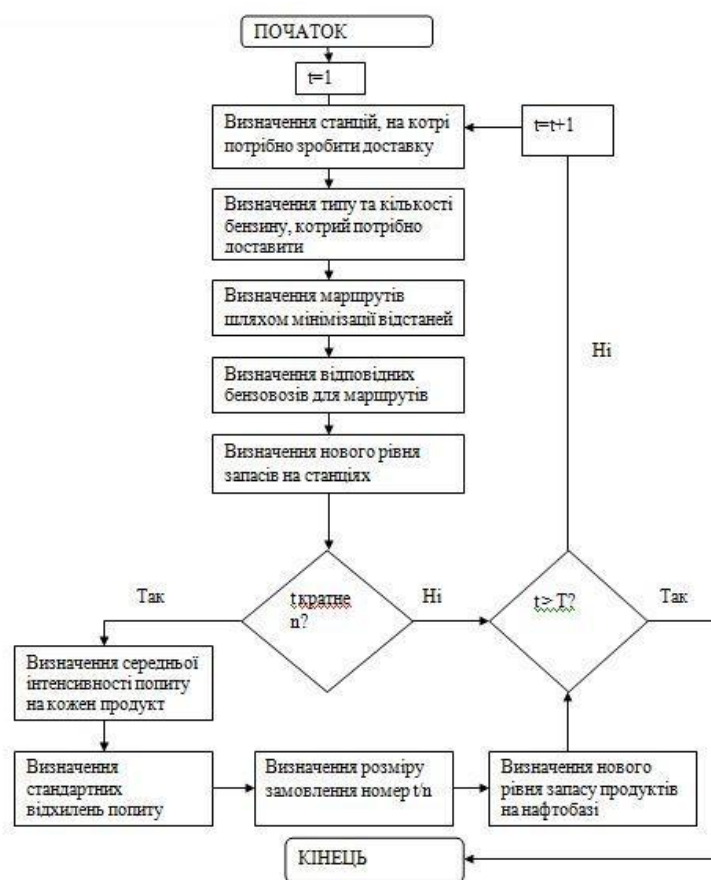 ПОЧАТОК
t=1
Визначення станцій, на котрі
потрібно зробити доставку
t=t+1
Визначення типу та кількості
бензину, котрий потрібно
доставити
Визначення маршрутів
шляхом мінімізації відстаней
Ні
Визначення відповідних
бензовозів для маршрутів
Визначення нового рівня
запасів на станціях
Так
t кратне
n?
Ні
t > T?
Так
Визначення середньої
інтенсивності попиту
на кожен продукт
Визначення
стандартних
відхилень попиту
Визначення розміру
замовлення номер t/n
Визначення нового
рівня запасу продуктів
на нафтобазі
КІНЕЦЬ